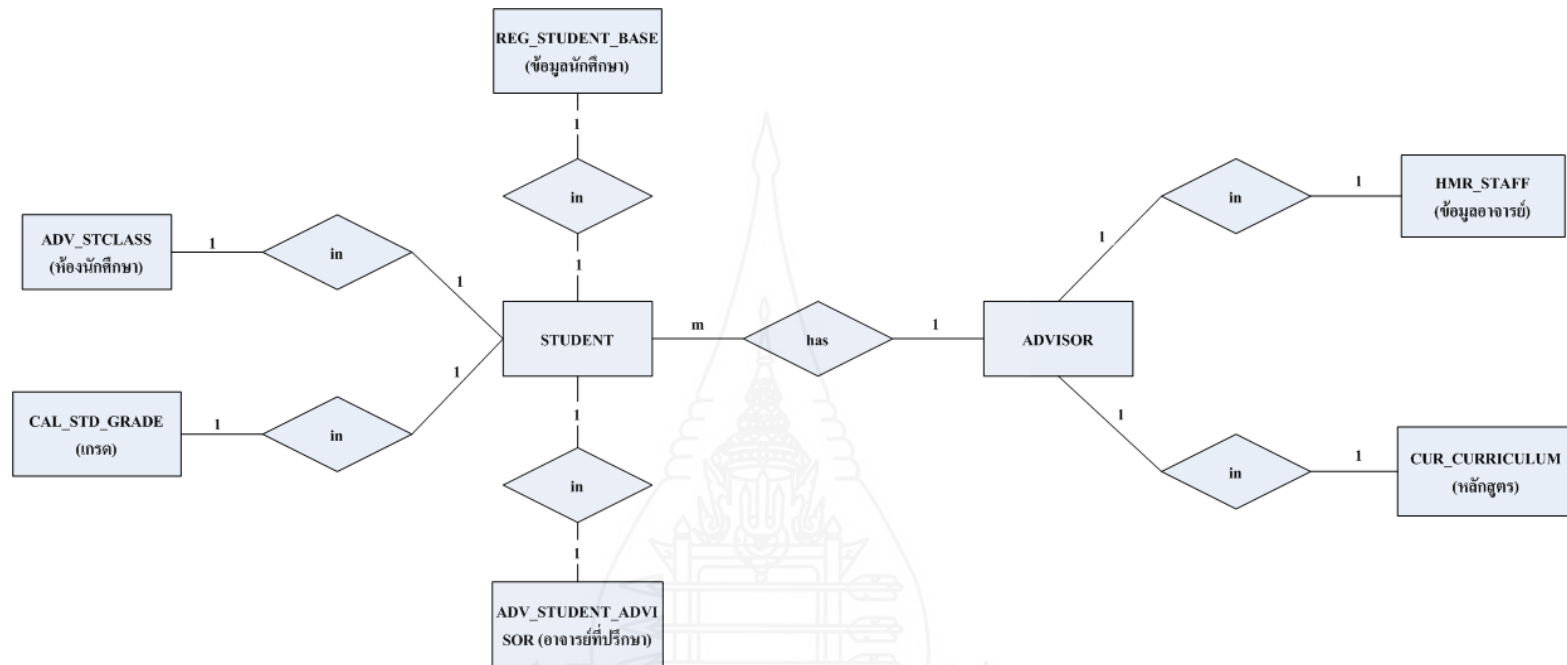 REG_STUDENT_BASE
(ข้อมูลนักศึกษา)
1
in
1
ADV_STCLASS
(ห้องนักศึกษา)
1
in
1
HMR_STAFF
(ข้อมูลอาจารย์)
1
in
1
STUDENT
m
has
1
ADVISOR
CAL_STD_GRADE
(เกรด)
1
in
1
1
in
1
CUR_CURRICULUM
(หลักสูตร)
1
in
1
ADV_STUDENT_ADVI
SOR (อาจารย์ที่ปรึกษา)